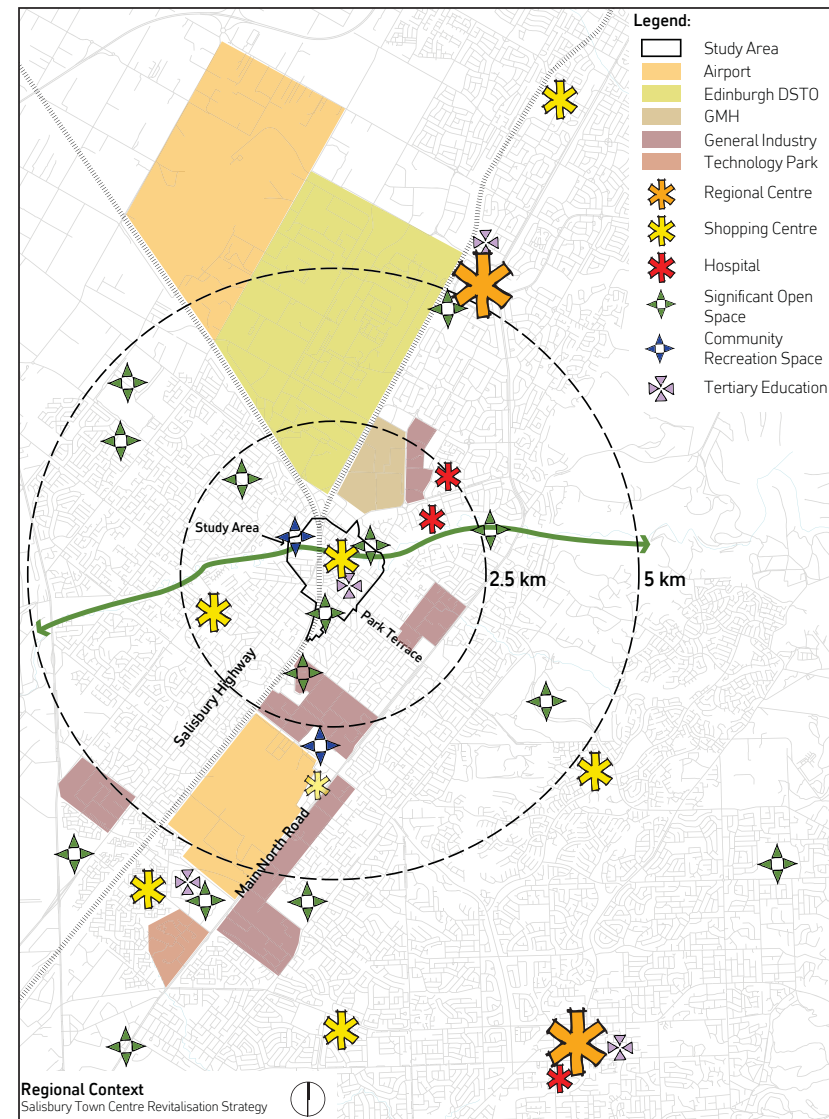 Legend:
Study Area
Airport
Edinburgh DSTO
GMH
General Industry
Technology Park
Regional Centre
Shopping Centre
Hospital
Significant Open
Space
Community
Recreation Space
Tertiary Education
Study Area
2.5 km
5 km
Park Terrace
Salisbury Highway
Main North Road
Regional Context
Salisbury Town Centre Revitalisation Strategy